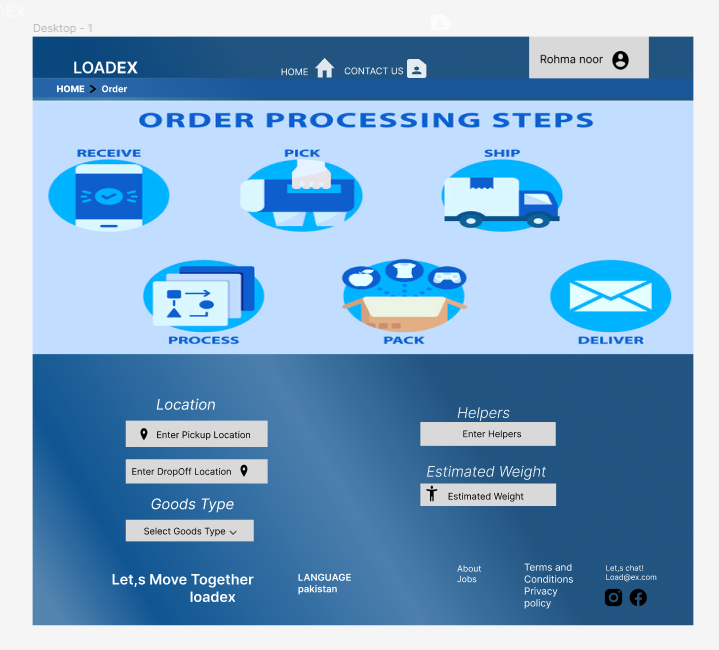 Desktop - 1
LOADEX
HOME
CONTACT US
Rohma noor
HOME > Order
ORDER PROCESSING STEPS
RECEIVE
PICK
SHIP
PROCESS
PACK
DELIVER
Location
Enter Pickup Location
Enter DropOff Location
Goods Type
Select Goods Type
Helpers
Enter Helpers
Estimated Weight
Estimated Weight
Let,s Move Together
loadex
LANGUAGE
pakistan
About
Jobs
Terms and
Conditions
Privacy
policy
Let,s chat!
Load@ex.com